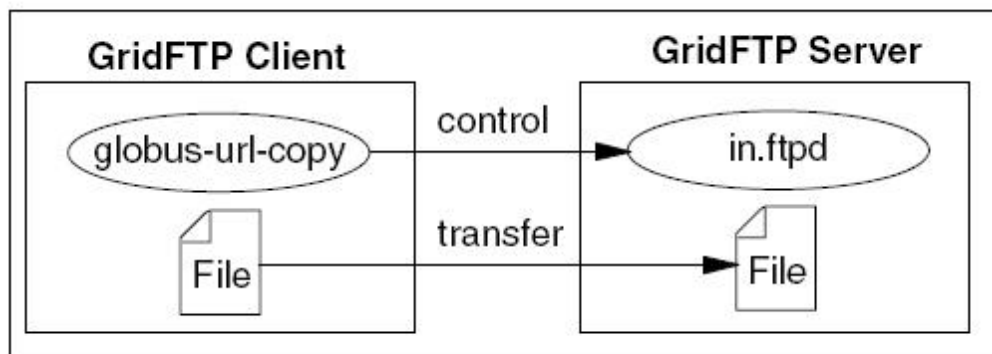 GridFTP Client
GridFTP Server
control
globus-url-copy
in.ftpd
transfer
File
File